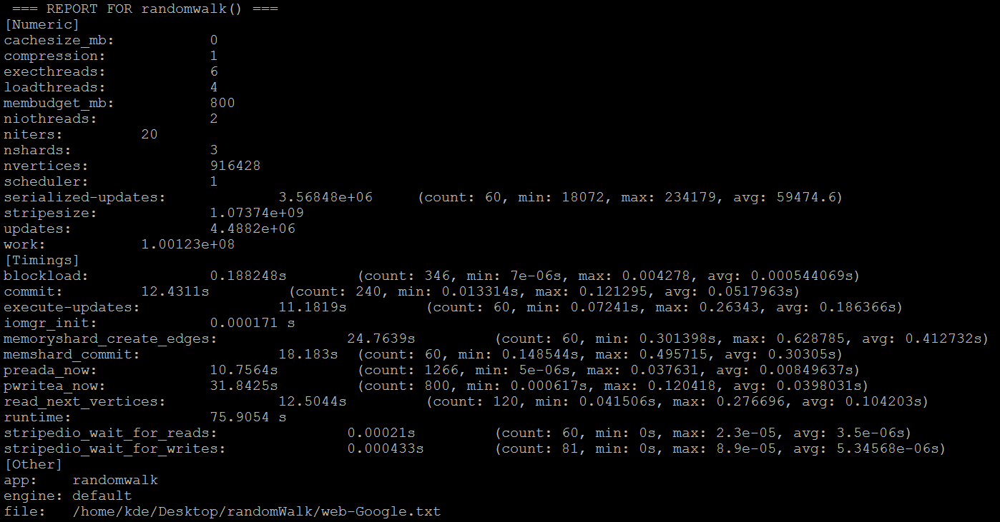 === REPORT FOR randomwalk() ===
[Numeric]
cachesize_mb: 0
compression: 1
execthreads: 6
loadthreads: 4
membudget_mb: 800
niothreads: 2
niters: 20
nshards: 3
nvertices: 916428
scheduler: 1
serialized-updates: 3.56848e+06 (count: 60, min: 18072, max: 234179, avg: 59474.6)
stripesize: 1.07374e+09
updates: 4.4882e+06
work: 1.00123e+08
[Timings]
blockload: 0.188248s (count: 346, min: 7e-06s, max: 0.004278, avg: 0.000544069s)
commit: 12.4311s (count: 240, min: 0.013314s, max: 0.121295, avg: 0.0517963s)
execute-updates: 11.1819s (count: 60, min: 0.07241s, max: 0.26343, avg: 0.186366s)
iomgr_init: 0.000171 s
memoryshard_create_edges: 24.7639s (count: 60, min: 0.301398s, max: 0.628785, avg: 0.412732s)
memshard_commit: 18.183s (count: 60, min: 0.148544s, max: 0.495715, avg: 0.30305s)
preada_now: 10.7564s (count: 1266, min: 5e-06s, max: 0.037631, avg: 0.00849637s)
pwritea_now: 31.8425s (count: 800, min: 0.000617s, max: 0.120418, avg: 0.0398031s)
read_next_vertices: 12.5044s (count: 120, min: 0.041506s, max: 0.276696, avg: 0.104203s)
runtime: 75.9054 s
stripedio_wait_for_reads: 0.00021s (count: 60, min: 0s, max: 2.3e-05, avg: 3.5e-06s)
stripedio_wait_for_writes: 0.000433s (count: 81, min: 0s, max: 8.9e-05, avg: 5.34568e-06s)
[Other]
app: randomwalk
engine: default
file: /home/kde/Desktop/randomWalk/web-Google.txt